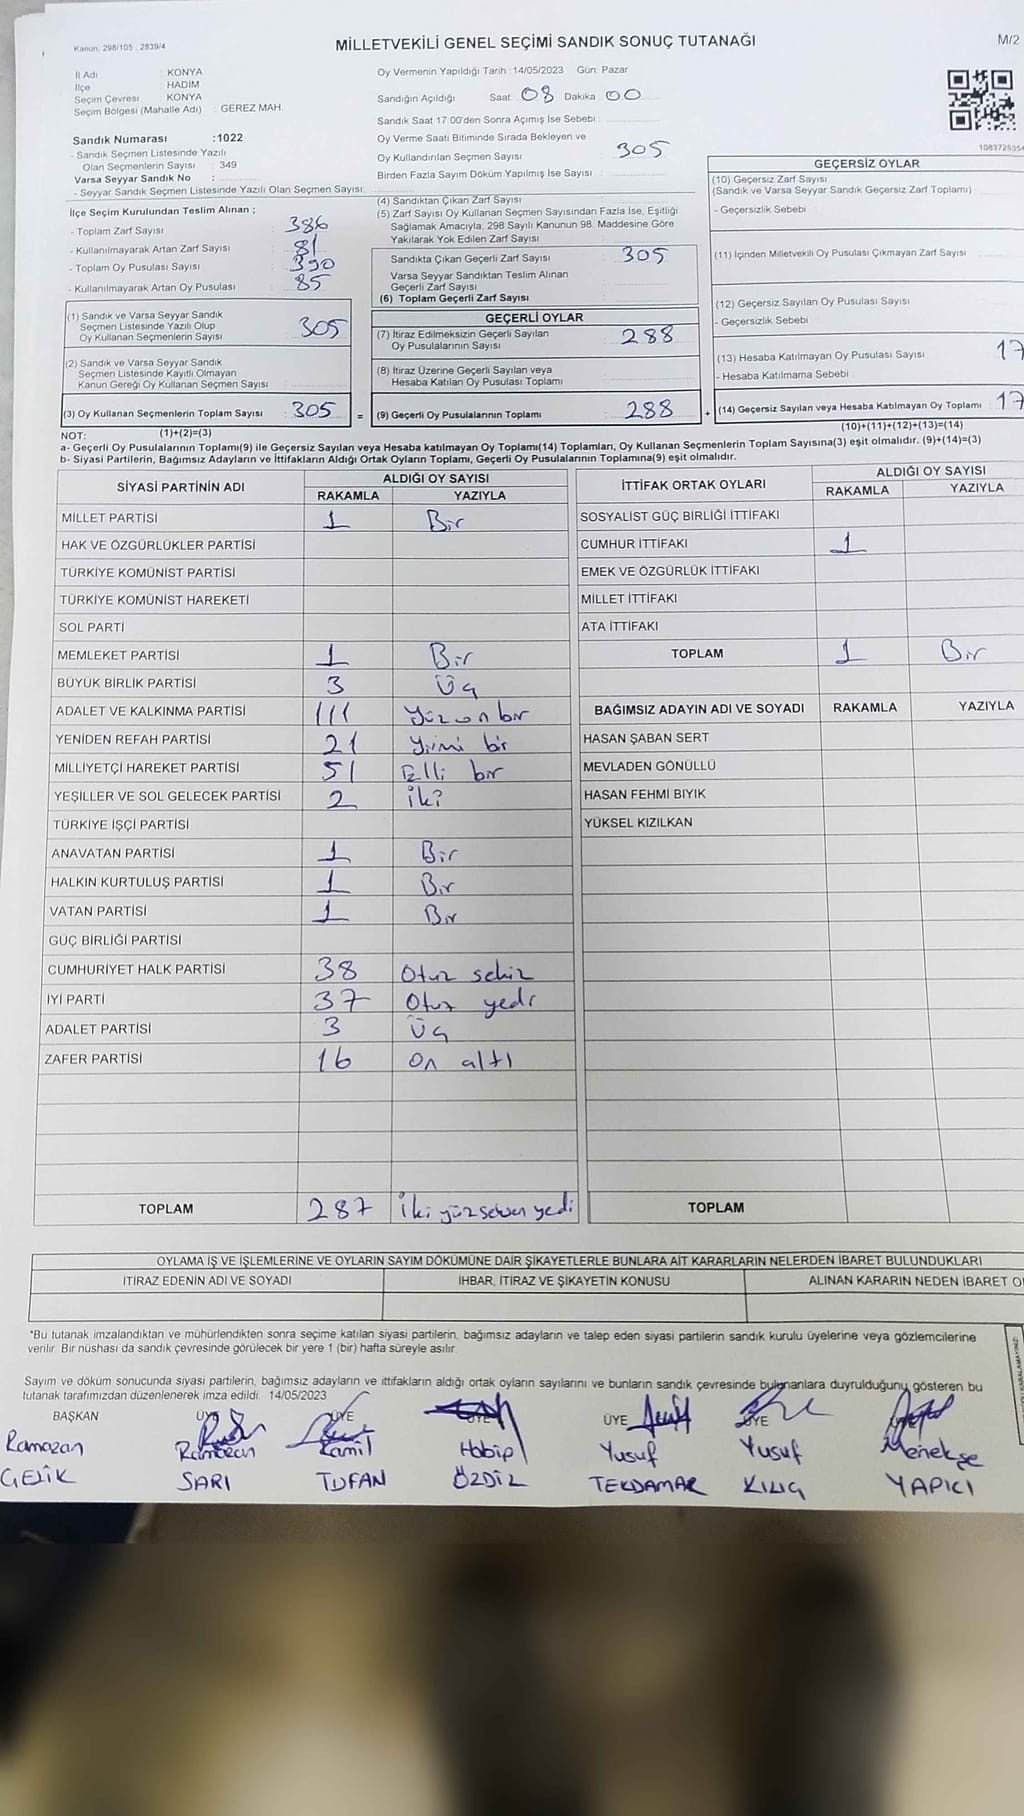 Kanun: 298/105 , 2839/4
MİLLETVEKİLİ GENEL SEÇİMİ SANDIK SONUÇ TUTANAĞI
M/2
İl Adı : KONYA
İlçe : HADIM
Seçim Çevresi : KONYA
Seçim Bölgesi (Mahalle Adı) : GEREZ MAH.
Sandık Numarası :1022
- Sandık Seçmen Listesinde Yazılı
Olan Seçmenlerin Sayısı : 349
Varsa Seyyar Sandık No :
- Seyyar Sandık Seçmen Listesinde Yazılı Olan Seçmen Sayısı:
Oy Vermenin Yapıldığı Tarih :14/05/2023 Gün: Pazar
Sandığın Açıldığı Saat: 08 Dakika: 00
Sandık Saat 17:00'den Sonra Açımış İse Sebebi :
Oy Verme Saati Bitiminde Sırada Bekleyen ve
Oy Kullandırılan Seçmen Sayısı : 305
Birden Fazla Sayım Döküm Yapılmış İse Sayısı :
İlçe Seçim Kurulundan Teslim Alınan ;
- Toplam Zarf Sayısı : 386
- Kullanılmayarak Artan Zarf Sayısı : 81
- Toplam Oy Pusulası Sayısı : 390
- Kullanılmayarak Artan Oy Pusulası : 85
(1) Sandık ve Varsa Seyyar Sandık
Seçmen Listesinde Yazılı Olup
Oy Kullanan Seçmenlerin Sayısı : 305
(2) Sandık ve Varsa Seyyar Sandık
Seçmen Listesinde Kayıtlı Olmayan
Kanun Gereği Oy Kullanan Seçmen Sayısı :
(3) Oy Kullanan Seçmenlerin Toplam Sayısı : 305 =
(1)+(2)=(3)
(4) Sandıktan Çıkan Zarf Sayısı
(5) Zarf Sayısı Oy Kullanan Seçmen Sayısından Fazla İse, Eşitliği
Sağlamak Amacıyla; 298 Sayılı Kanunun 98. Maddesine Göre
Yakılarak Yok Edilen Zarf Sayısı :
Sandıkta Çıkan Geçerli Zarf Sayısı : 305
Varsa Seyyar Sandıktan Teslim Alınan
Geçerli Zarf Sayısı :
(6) Toplam Geçerli Zarf Sayısı :
GEÇERLİ OYLAR
(7) İtiraz Edilmeksizin Geçerli Sayılan
Oy Pusulalarının Sayısı : 288
(8) İtiraz Üzerine Geçerli Sayılan veya
Hesaba Katılan Oy Pusulası Toplamı :
(9) Geçerli Oy Pusulalarının Toplamı : 288 +
GEÇERSİZ OYLAR
(10) Geçersiz Zarf Sayısı
(Sandık ve Varsa Seyyar Sandık Geçersiz Zarf Toplamı)
- Geçersizlik Sebebi :
(11) İçinden Milletvekili Oy Pusulası Çıkmayan Zarf Sayısı
(12) Geçersiz Sayılan Oy Pusulası Sayısı
- Geçersizlik Sebebi
(13) Hesaba Katılmayan Oy Pusulası Sayısı 17
- Hesaba Katılmama Sebebi :
(14) Geçersiz Sayılan veya Hesaba Katılmayan Oy Toplamı : 17
(10)+(11)+(12)+(13)=(14)
NOT:
a- Geçerli Oy Pusulalarının Toplamı(9) ile Geçersiz Sayılan veya Hesaba katılmayan Oy Toplamı(14) Toplamları, Oy Kullanan Seçmenlerin Toplam Sayısına(3) eşit olmalıdır. (9)+(14)=(3)
b- Siyasi Partilerin, Bağımsız Adayların ve İttifakların Aldığı Ortak Oyların Toplamı, Geçerli Oy Pusulalarının Toplamına(9) eşit olmalıdır.
SİYASİ PARTİNİN ADI ALDIĞI OY SAYISI
RAKAMLA YAZIYLA
MİLLET PARTİSİ 1 Bir
HAK VE ÖZGÜRLÜKLER PARTİSİ
TÜRKİYE KOMÜNİST PARTİSİ
TÜRKİYE KOMÜNİST HAREKETİ
SOL PARTİ
MEMLEKET PARTİSİ 1 Bir
BÜYÜK BİRLİK PARTİSİ 3 Üç
ADALET VE KALKINMA PARTİSİ 111 Yüz on bir
YENİDEN REFAH PARTİSİ 21 Yirmi bir
MİLLİYETÇİ HAREKET PARTİSİ 51 Elli bir
YEŞİLLER VE SOL GELECEK PARTİSİ 2 İki
TÜRKİYE İŞÇİ PARTİSİ
ANAVATAN PARTİSİ 1 Bir
HALKIN KURTULUŞ PARTİSİ 1 Bir
VATAN PARTİSİ 1 Bir
GÜÇ BİRLİĞİ PARTİSİ
CUMHURİYET HALK PARTİSİ 38 Otuz sekiz
İYİ PARTİ 37 Otuz yedi
ADALET PARTİSİ 3 Üç
ZAFER PARTİSİ 16 On altı
TOPLAM 287 İki yüz seksen yedi
İTTİFAK ORTAK OYLARI ALDIĞI OY SAYISI
RAKAMLA YAZIYLA
SOSYALİST GÜÇ BİRLİĞİ İTTİFAKI
CUMHUR İTTİFAKI 1
EMEK VE ÖZGÜRLÜK İTTİFAKI
MİLLET İTTİFAKI
ATA İTTİFAKI
TOPLAM 1 Bir
BAĞIMSIZ ADAYIN ADI VE SOYADI RAKAMLA YAZIYLA
HASAN ŞABAN SERT
MEVLADEN GÖNÜLLÜ
HASAN FEHMI BIYIK
YÜKSEL KIZILKAN
TOPLAM
OYLAMA İŞ VE İŞLEMLERİNE VE OYLARIN SAYIM DÖKÜMÜNE DAİR ŞİKAYETLERLE BUNLARA AİT KARARLARIN NELERDEN İBARET BULUNDUKLARI
İTİRAZ EDENİN ADI VE SOYADI İHBAR, İTİRAZ VE ŞİKAYETİN KONUSU ALINAN KARARIN NEDEN İBARET O
*Bu tutanak imzalandıktan ve mühürlendikten sonra seçime katılan siyasi partilerin, bağımsız adayların ve talep eden siyasi partilerin sandık kurulu üyelerine veya gözlemcilerine
verilir. Bir nüshası da sandık çevresinde görülecek bir yere 1 (bir) hafta süreyle asılır.
Sayım ve döküm sonucunda siyasi partilerin, bağımsız adayların ve ittifakların aldığı ortak oyların sayılarını ve bunların sandık çevresinde bulunanlara duyrulduğunu gösteren bu
tutanak tarafımızdan düzenlenerek imza edildi. 14/05/2023
BAŞKAN ÜYE ÜYE ÜYE ÜYE ÜYE
Ramazan Ramazan Kamil Habip Yusuf Yusuf Menekşe
ÇELİK SARI TUFAN ÖZDİL TEKDAMAR KILIÇ YAPICI